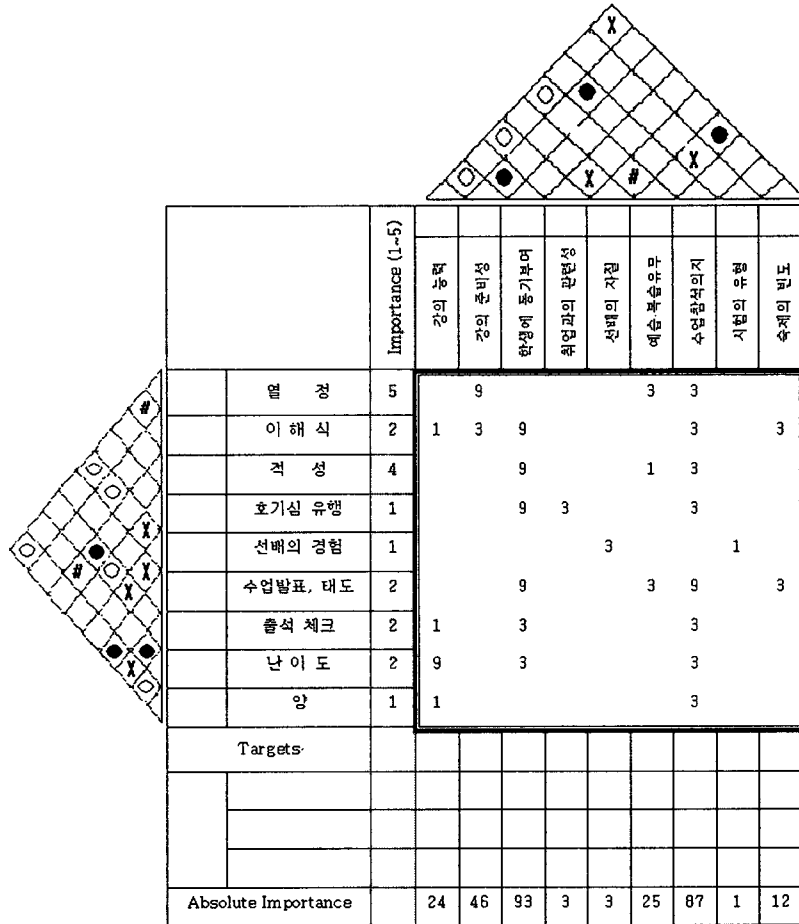 Importance (1~5)
강의 능력
강의 준비성
학생에 동기부며
취업과의 관련성
선배의 자질
예습·복습유무
수업참석의지
시험의 유형
숙제의 빈도
열 정 5 9 3 3
이 해 식 2 1 3 9 3 3
적 성 4 9 1 3
호기심 유행 1 9 3 3
선배의 경험 1 3 1
수업발표, 태도 2 9 3 9 3
출석 체크 2 1 3 3
난 이 도 2 9 3 3
양 1 1 3
Targets
Absolute Importance 24 46 93 3 3 25 87 1 12